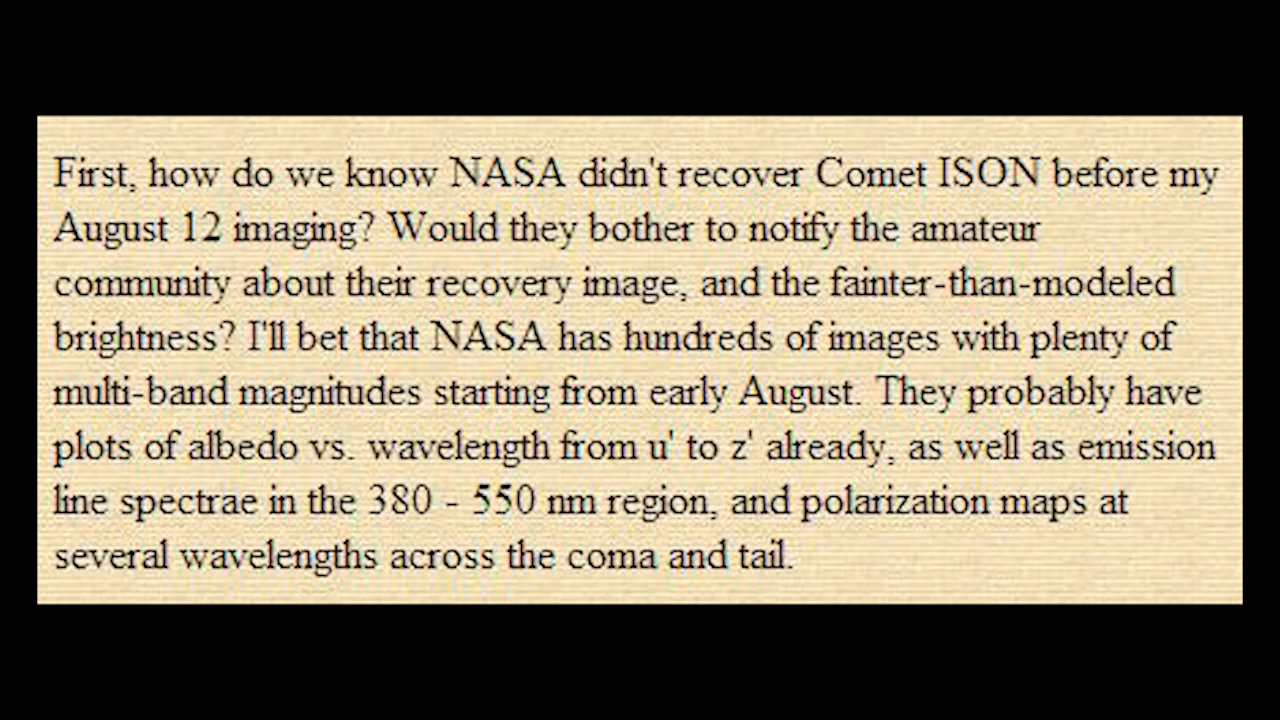 First, how do we know NASA didn't recover Comet ISON before my
August 12 imaging? Would they bother to notify the amateur
community about their recovery image, and the fainter-than-modeled
brightness? I'll bet that NASA has hundreds of images with plenty of
multi-band magnitudes starting from early August. They probably have
plots of albedo vs. wavelength from u' to z' already, as well as emission
line spectrae in the 380 - 550 nm region, and polarization maps at
several wavelengths across the coma and tail.